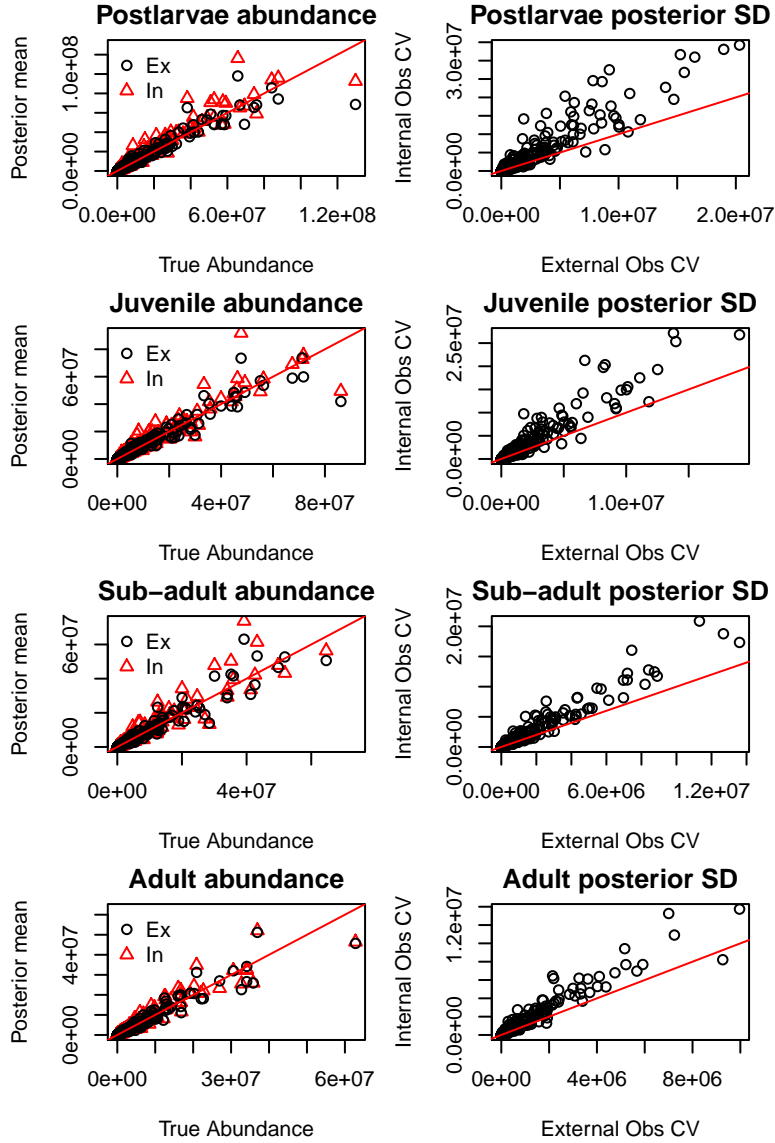 Postlarvae abundance
Posterior mean
0.0e+00
1.0e+08
Ex
In
0.0e+00 6.0e+07 1.2e+08
True Abundance
Postlarvae posterior SD
Internal Obs CV
0.0e+00
3.0e+07
0.0e+00 1.0e+07 2.0e+07
External Obs CV
Juvenile abundance
Posterior mean
0e+00
6e+07
Ex
In
0e+00 4e+07 8e+07
True Abundance
Juvenile posterior SD
Internal Obs CV
0.0e+00
2.5e+07
0.0e+00 1.0e+07
External Obs CV
Sub−adult abundance
Posterior mean
0e+00
6e+07
Ex
In
0e+00 4e+07
True Abundance
Sub−adult posterior SD
Internal Obs CV
0.0e+00
2.0e+07
0.0e+00 6.0e+06 1.2e+07
External Obs CV
Adult abundance
Posterior mean
0e+00
4e+07
Ex
In
0e+00 3e+07 6e+07
True Abundance
Adult posterior SD
Internal Obs CV
0.0e+00
1.2e+07
0e+00 4e+06 8e+06
External Obs CV